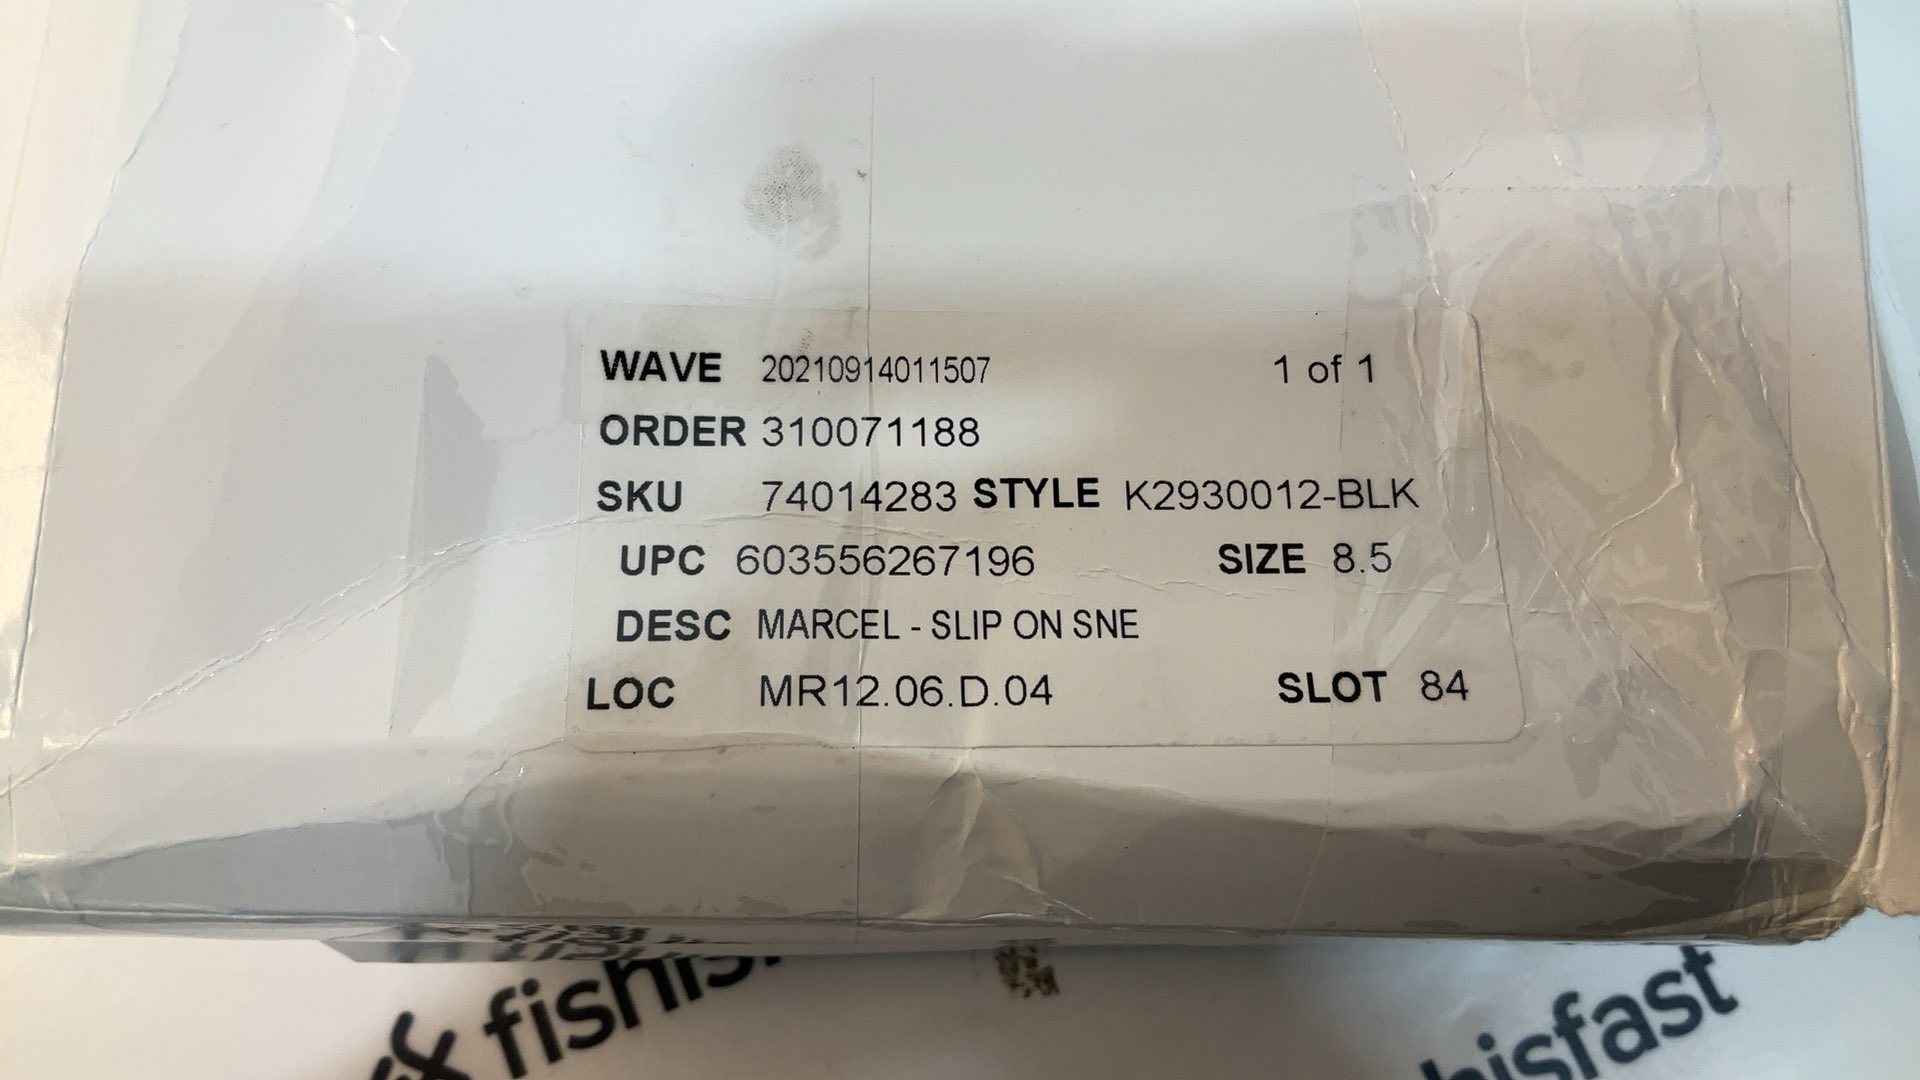 WAVE 20210914011507 1 of 1
ORDER 310071188
SKU 74014283 STYLE K2930012-BLK
UPC 603556267196 SIZE 8.5
DESC MARCEL - SLIP ON SNE
LOC MR12.06.D.04 SLOT 84